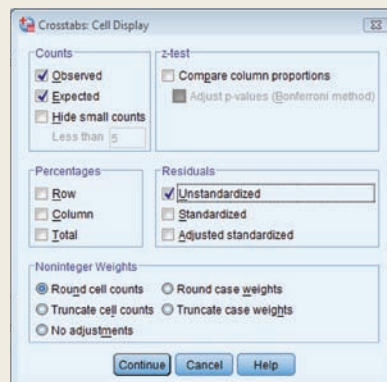 Crosstabs: Cell Display
Counts
Observed
Expected
Hide small counts
Less than 5
z-test
Compare column proportions
Adjust p-values (Bonferroni method)
Percentages
Row
Column
Total
Residuals
Unstandardized
Standardized
Adjusted standardized
Noninteger Weights
Round cell counts Round case weights
Truncate cell counts Truncate case weights
No adjustments
Continue Cancel Help